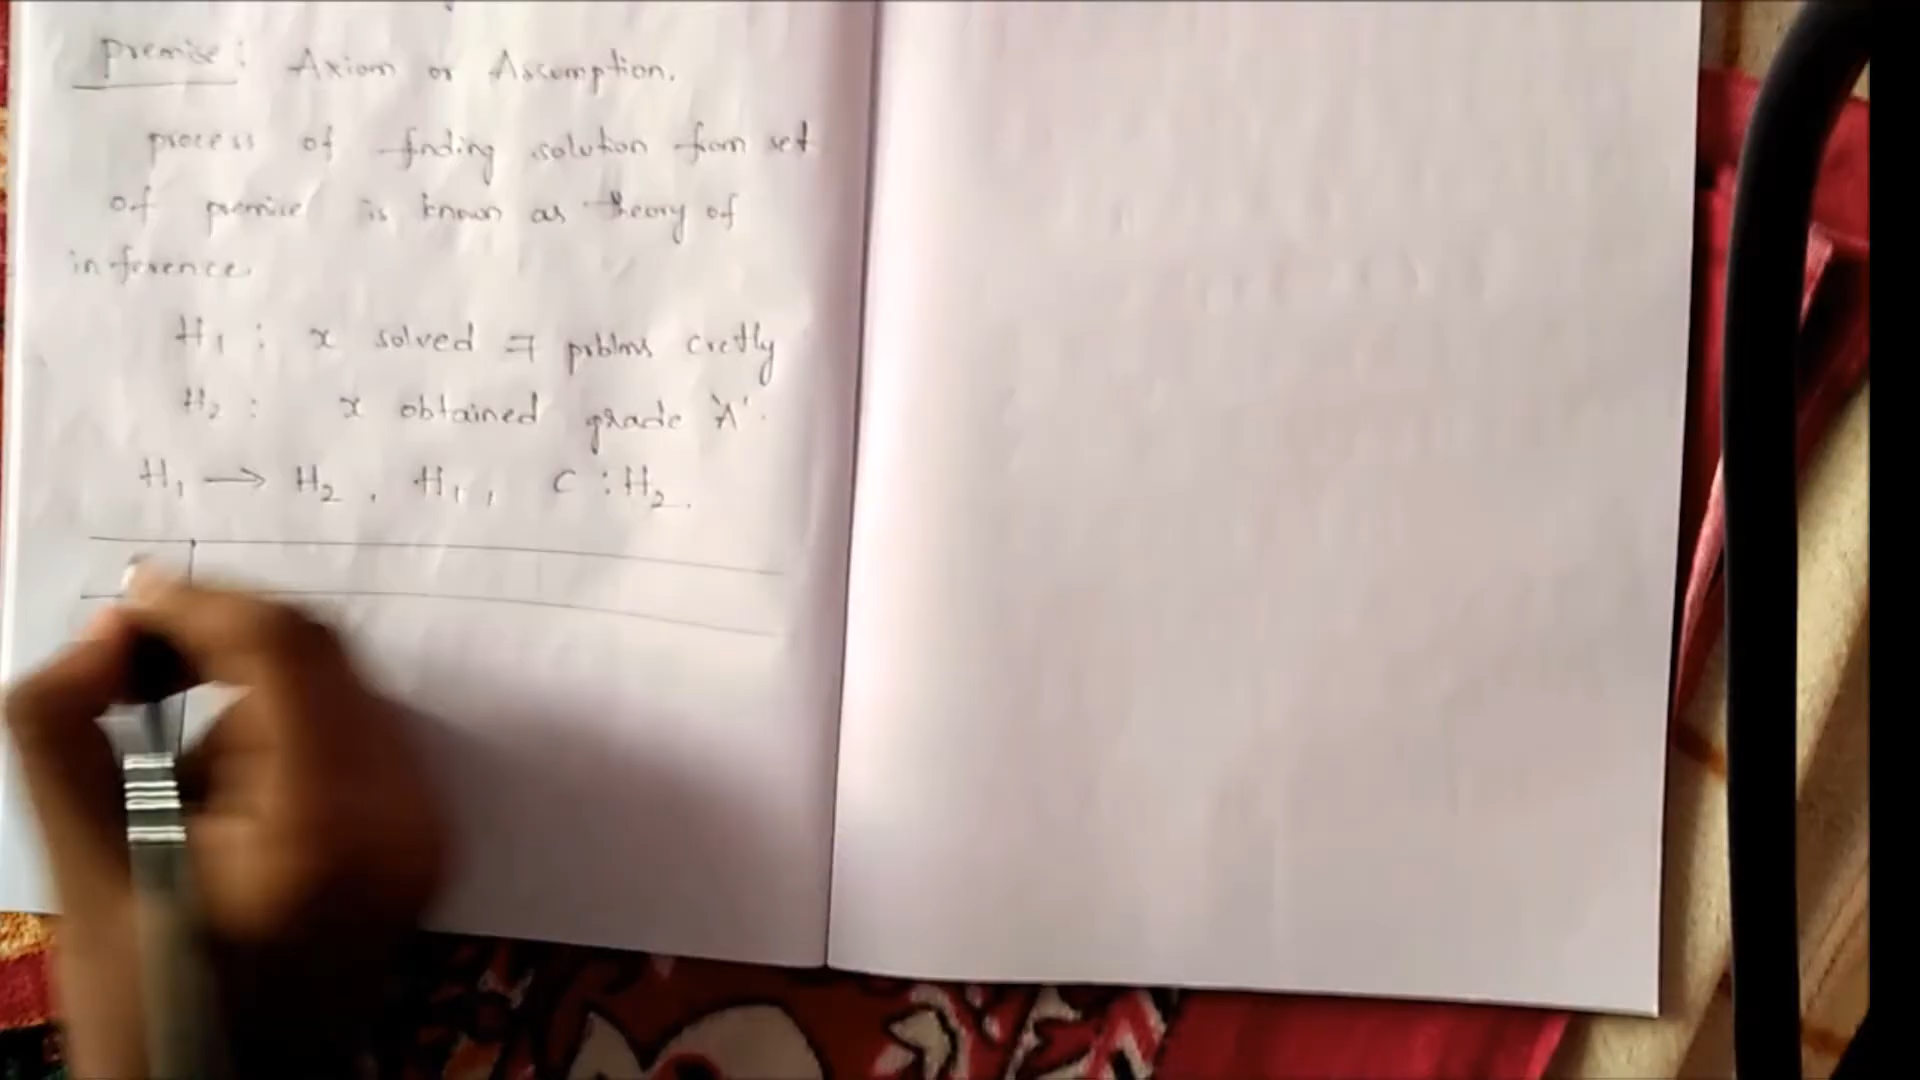 premise: Axiom or Assumption.
process of finding solution from set
of premise is known as theory of
inference.
H₁ : x solved 7 prblms crctly
H₂ : x obtained grade 'A'.
H₁ → H₂, H₁, C : H₂.